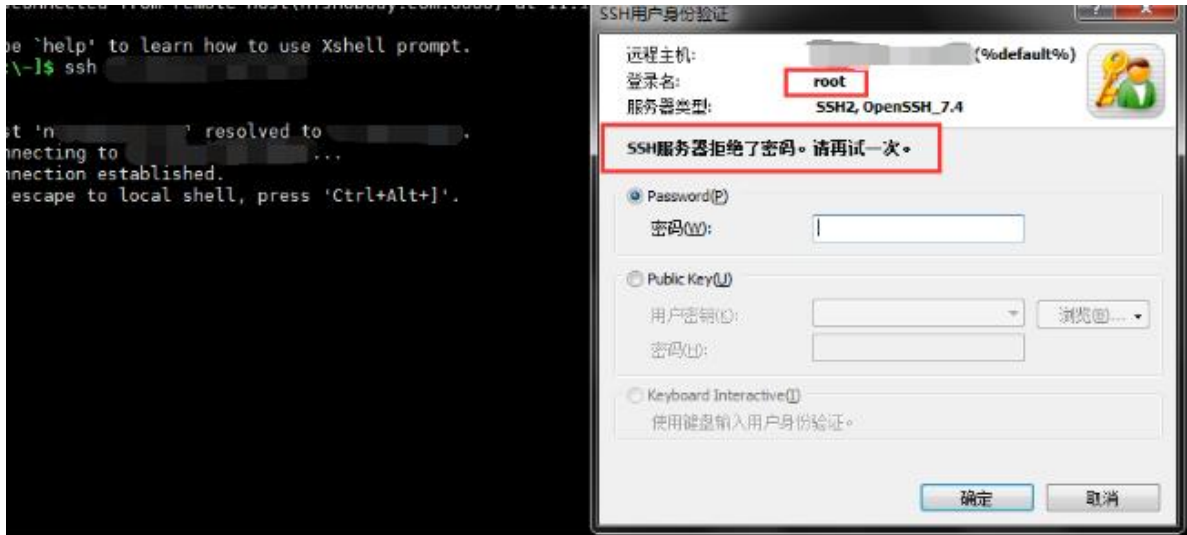 be `help' to learn how to use Xshell prompt.
:\~]$ ssh
st 'n ' resolved to .
nnecting to ...
nnection established.
escape to local shell, press 'Ctrl+Alt+]'.
SSH用户身份验证
远程主机: (%default%)
登录名: root
服务器类型: SSH2, OpenSSH_7.4
SSH服务器拒绝了密码。请再试一次。
Password(P)
密码(W):
Public Key(U)
用户密钥(K):
浏览(B)...
密码(H):
Keyboard Interactive(I)
使用键盘输入用户身份验证。
确定
取消